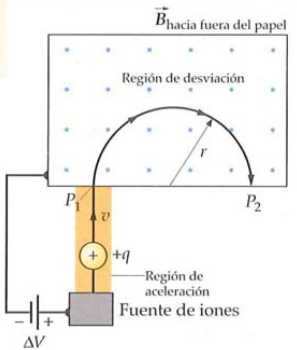 B⃗ hacia fuera del papel
Región de desviación
r
P₁
P₂
v
+
+q
Región de
aceleración
− +
Fuente de iones
ΔV